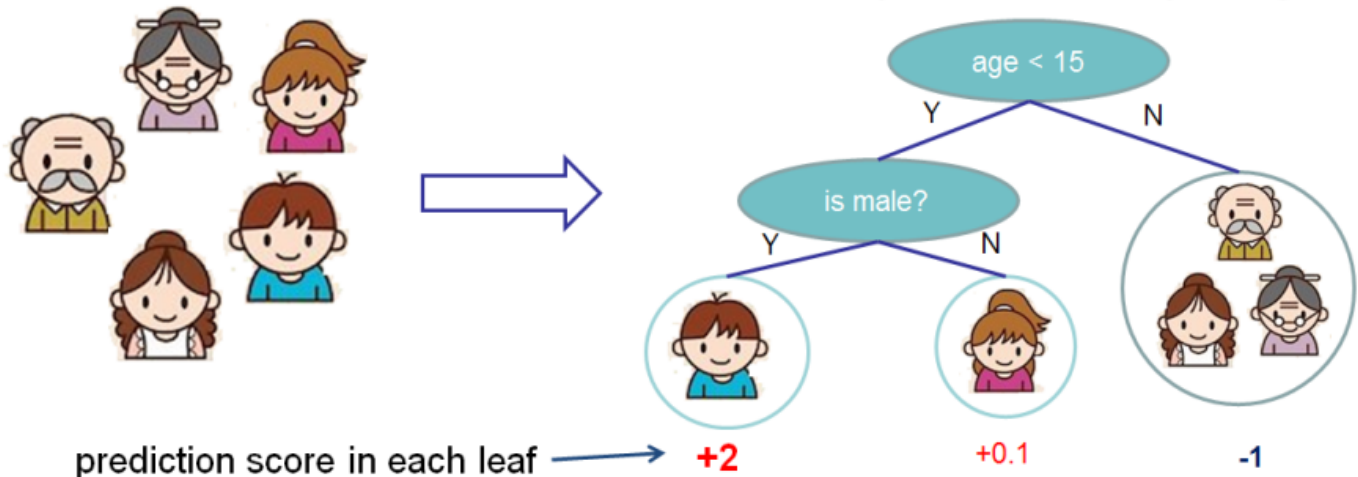 age < 15
Y
N
is male?
Y
N
prediction score in each leaf
+2
+0.1
-1